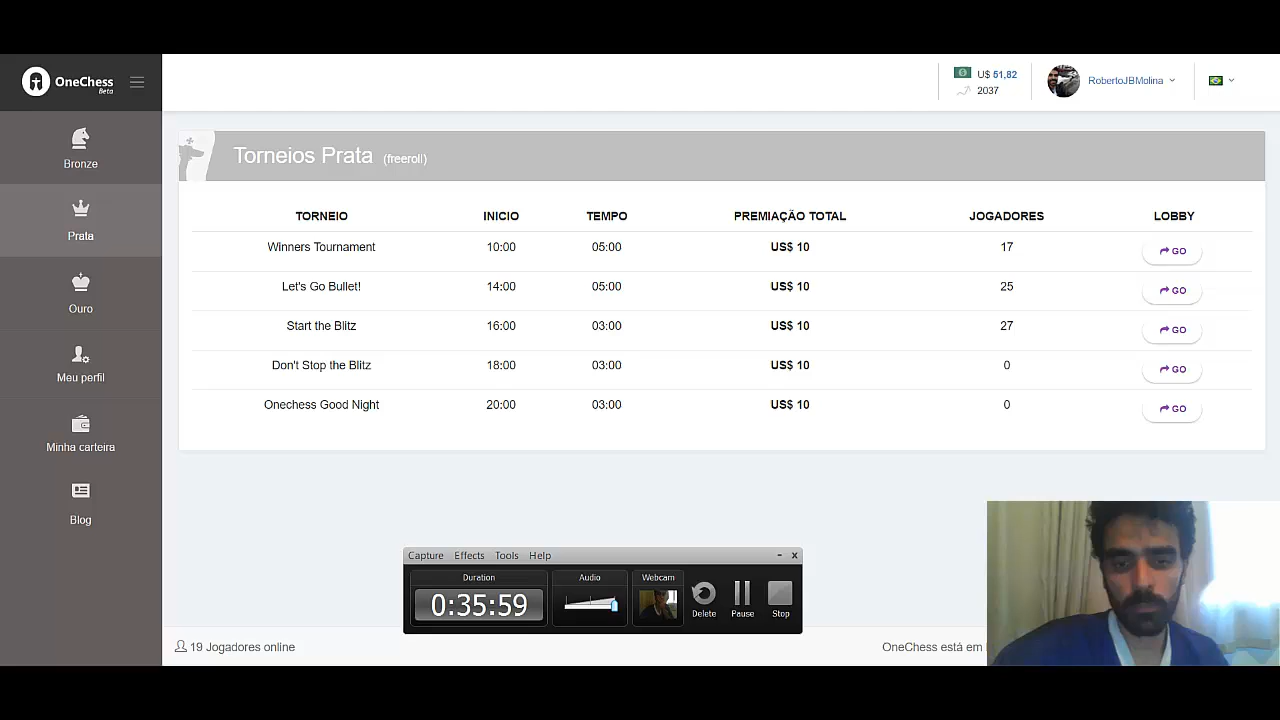 OneChess
Beta
U$ 51,82
2037
RobertoJBMolina
Bronze
Prata
Ouro
Meu perfil
Minha carteira
Blog
Torneios Prata (freeroll)
TORNEIO INICIO TEMPO PREMIAÇÃO TOTAL JOGADORES LOBBY
Winners Tournament 10:00 05:00 US$ 10 17 GO
Let's Go Bullet! 14:00 05:00 US$ 10 25 GO
Start the Blitz 16:00 03:00 US$ 10 27 GO
Don't Stop the Blitz 18:00 03:00 US$ 10 0 GO
Onechess Good Night 20:00 03:00 US$ 10 0 GO
Capture Effects Tools Help
Duration Audio Webcam
0:35:59
Delete Pause Stop
19 Jogadores online
OneChess está em